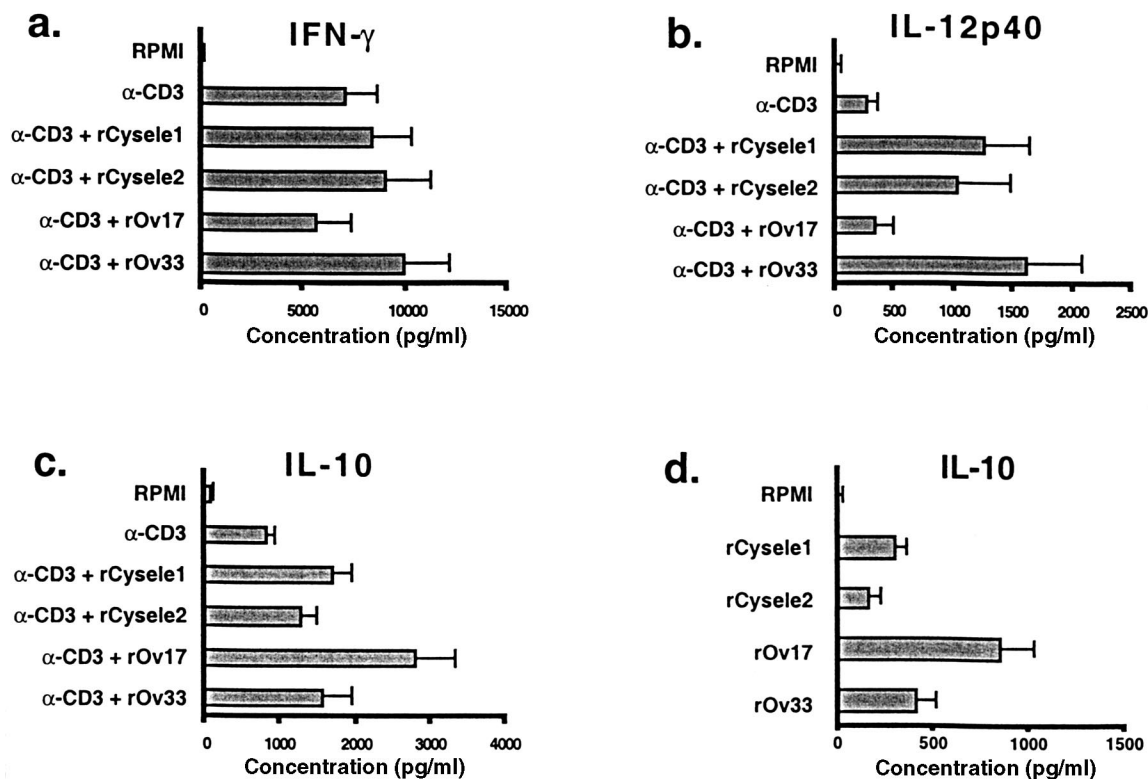 a.
IFN-γ
RPMI
α-CD3
α-CD3 + rCysele1
α-CD3 + rCysele2
α-CD3 + rOv17
α-CD3 + rOv33
0 5000 10000 15000
Concentration (pg/ml)
b.
IL-12p40
RPMI
α-CD3
α-CD3 + rCysele1
α-CD3 + rCysele2
α-CD3 + rOv17
α-CD3 + rOv33
0 500 1000 1500 2000 2500
Concentration (pg/ml)
c.
IL-10
RPMI
α-CD3
α-CD3 + rCysele1
α-CD3 + rCysele2
α-CD3 + rOv17
α-CD3 + rOv33
0 1000 2000 3000 4000
Concentration (pg/ml)
d.
IL-10
RPMI
rCysele1
rCysele2
rOv17
rOv33
0 500 1000 1500
Concentration (pg/ml)